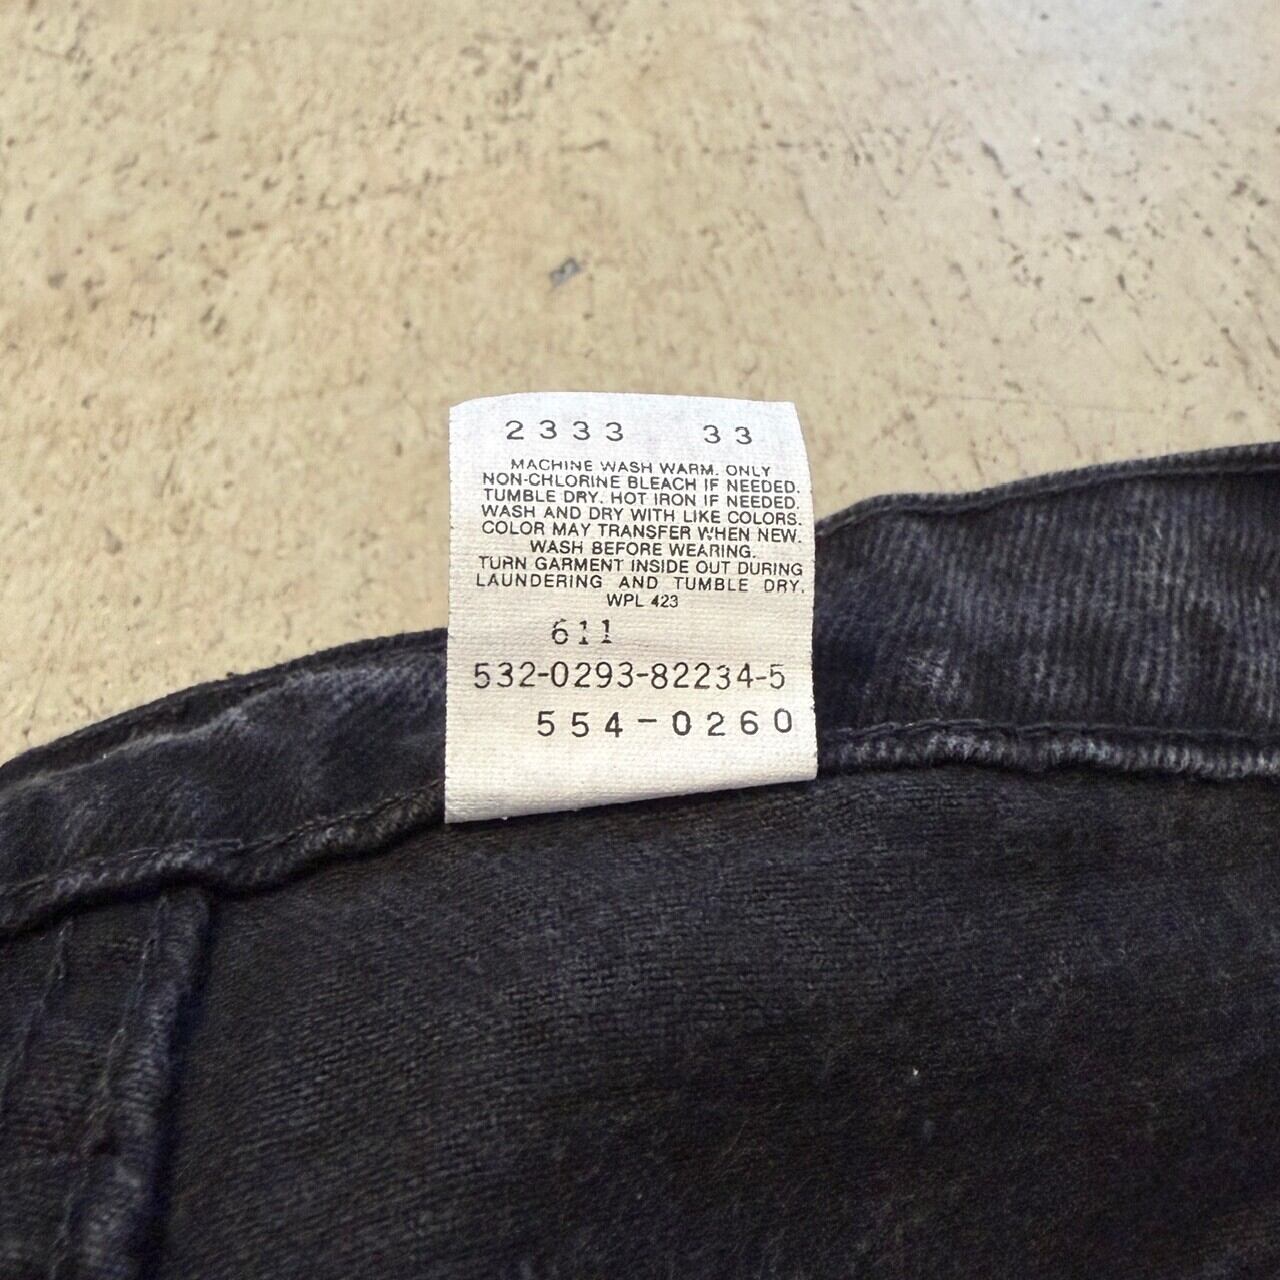 2333 33
MACHINE WASH WARM. ONLY
NON-CHLORINE BLEACH IF NEEDED.
TUMBLE DRY. HOT IRON IF NEEDED.
WASH AND DRY WITH LIKE COLORS.
COLOR MAY TRANSFER WHEN NEW.
WASH BEFORE WEARING.
TURN GARMENT INSIDE OUT DURING
LAUNDERING AND TUMBLE DRY.
WPL 423
611
532-0293-82234-5
554-0260